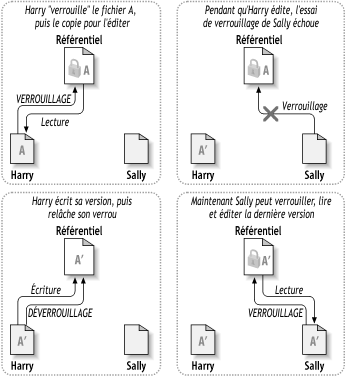 Harry "verrouille" le fichier A,
puis le copie pour l'éditer
Référentiel
A
VERROUILLAGE
Lecture
A
Harry
Sally
Pendant qu'Harry édite, l'essai
de verrouillage de Sally échoue
Référentiel
A
Verrouillage
A'
Harry
Sally
Harry écrit sa version, puis
relâche son verrou
Référentiel
A'
Écriture
DÉVERROUILLAGE
A'
Harry
Sally
Maintenant Sally peut verrouiller, lire
et éditer la dernière version
Référentiel
A'
Lecture
VERROUILLAGE
A'
A'
Harry
Sally